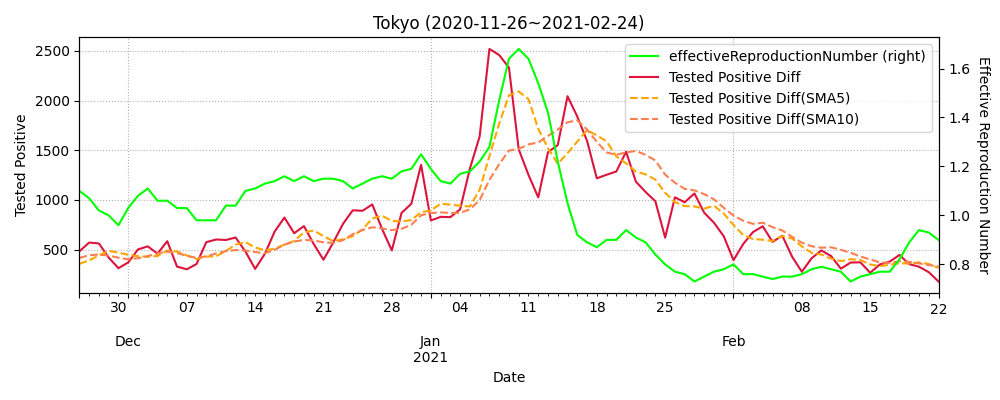 Tokyo (2020-11-26~2021-02-24)
effectiveReproductionNumber (right)
Tested Positive Diff
Tested Positive Diff(SMA5)
Tested Positive Diff(SMA10)
Tested Positive
2500
2000
1500
1000
500
Effective Reproduction Number
1.6
1.4
1.2
1.0
0.8
30 07 14 21 28 04 11 18 25 08 15 22
Dec Jan Feb
2021
Date